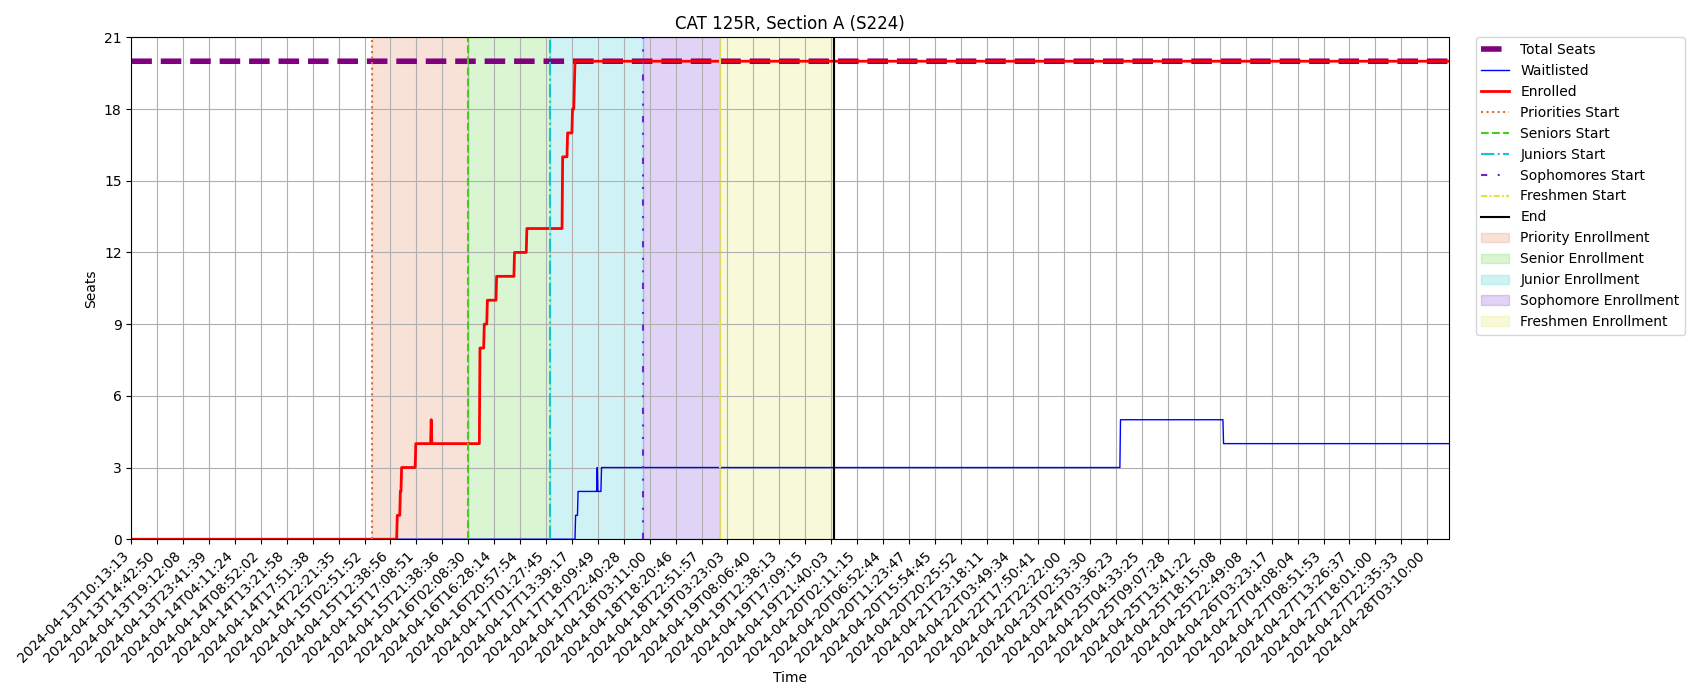 CAT 125R, Section A (S224)
Seats
21
18
15
12
9
6
3
0
2024-04-13T10:13:13
2024-04-13T14:42:50
2024-04-13T19:12:08
2024-04-13T23:41:39
2024-04-14T04:11:24
2024-04-14T08:52:02
2024-04-14T13:21:58
2024-04-14T17:51:38
2024-04-14T22:21:35
2024-04-15T02:51:52
2024-04-15T12:38:56
2024-04-15T17:08:51
2024-04-15T21:38:36
2024-04-16T02:08:30
2024-04-16T16:28:14
2024-04-16T20:57:54
2024-04-17T01:27:45
2024-04-17T13:39:17
2024-04-17T18:09:49
2024-04-17T22:40:28
2024-04-18T03:11:00
2024-04-18T18:20:46
2024-04-18T22:51:57
2024-04-19T03:23:03
2024-04-19T08:06:40
2024-04-19T12:38:13
2024-04-19T17:09:15
2024-04-19T21:40:03
2024-04-20T02:11:15
2024-04-20T06:52:44
2024-04-20T11:23:47
2024-04-20T15:54:45
2024-04-20T20:25:52
2024-04-21T23:18:11
2024-04-22T03:49:34
2024-04-22T17:50:41
2024-04-22T22:22:00
2024-04-23T02:53:30
2024-04-24T03:36:23
2024-04-25T04:33:25
2024-04-25T09:07:28
2024-04-25T13:41:22
2024-04-25T18:15:08
2024-04-25T22:49:08
2024-04-26T03:23:17
2024-04-27T04:08:04
2024-04-27T08:51:53
2024-04-27T13:26:37
2024-04-27T18:01:00
2024-04-27T22:35:33
2024-04-28T03:10:00
Time
Total Seats
Waitlisted
Enrolled
Priorities Start
Seniors Start
Juniors Start
Sophomores Start
Freshmen Start
End
Priority Enrollment
Senior Enrollment
Junior Enrollment
Sophomore Enrollment
Freshmen Enrollment